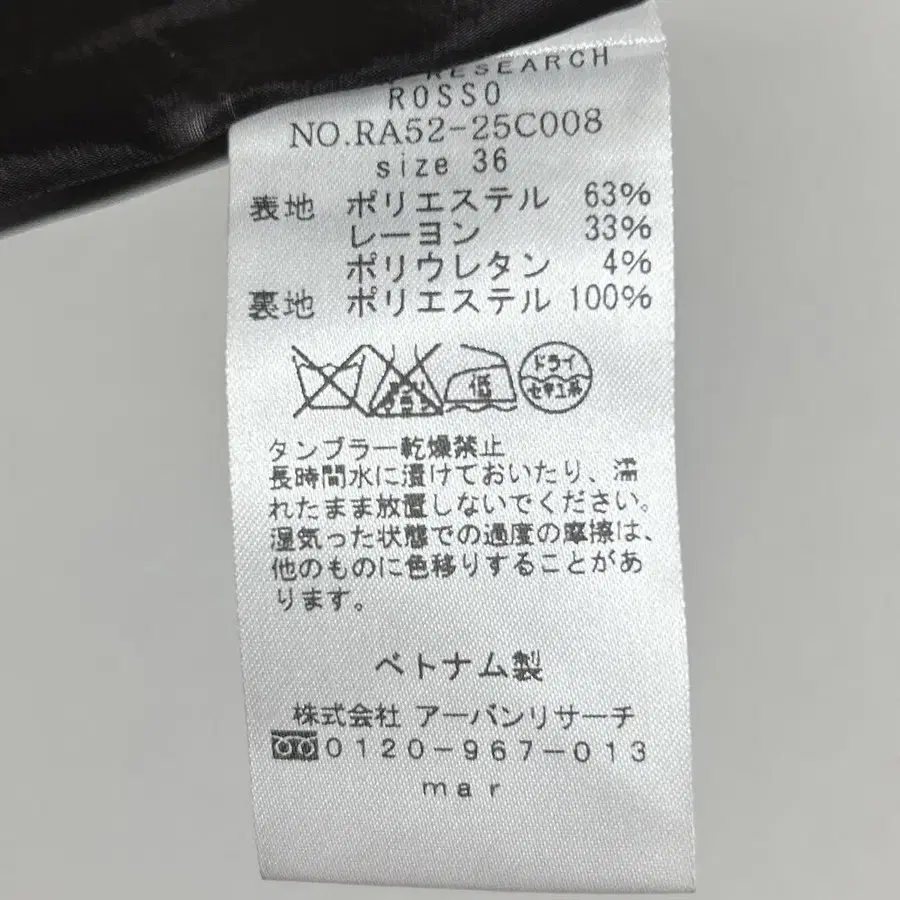 RESEARCH
ROSSO
NO.RA52-25C008
size 36
表地 ポリエステル 63%
レーヨン 33%
ポリウレタン 4%
裏地 ポリエステル 100%
低 ドライ
タンブラー乾燥禁止
長時間水に漬けておいたり、濡
れたまま放置しないでください。
湿気った状態での過度の摩擦は、
他のものに色移りすることがあ
ります。
ベトナム製
株式会社 アーバンリサーチ
0120-967-013
mar